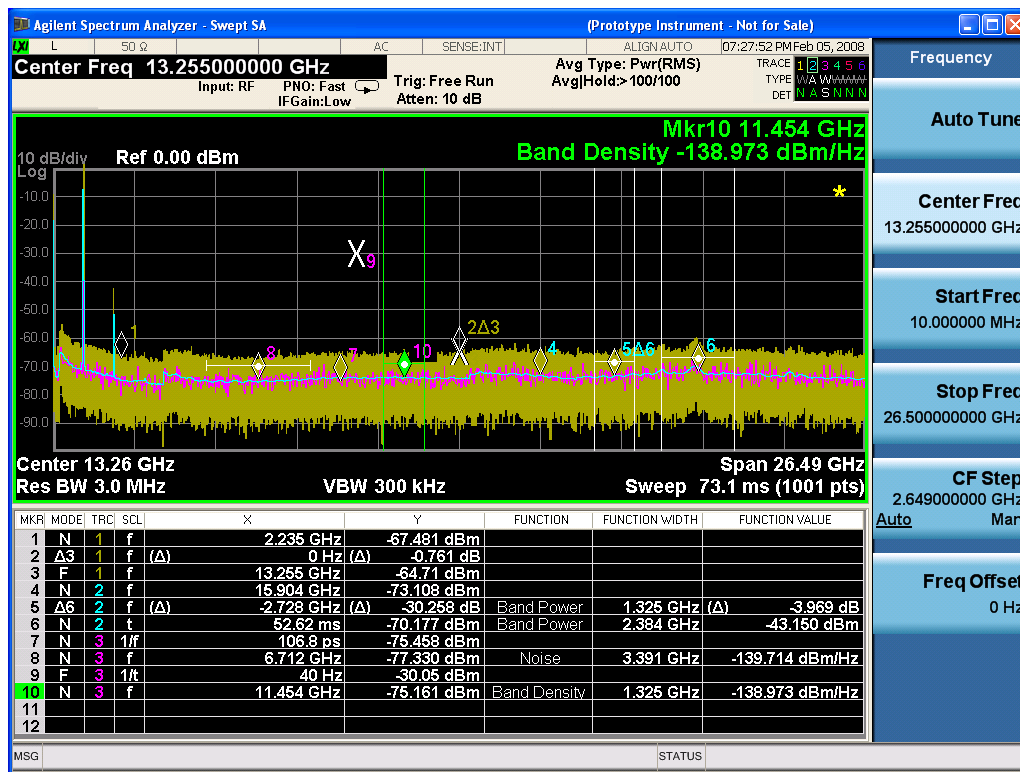 Agilent Spectrum Analyzer - Swept SA (Prototype Instrument - Not for Sale)
LXI L 50 Ω AC SENSE:INT ALIGN AUTO 07:27:52 PM Feb 05, 2008
Center Freq 13.255000000 GHz
Input: RF PNO: Fast Trig: Free Run Avg Type: Pwr(RMS) TRACE 1 2 3 4 5 6
IFGain:Low Atten: 10 dB Avg|Hold:>100/100 TYPE W A W W W W
DET N A S N N N
Mkr10 11.454 GHz
Band Density -138.973 dBm/Hz
10 dB/div Ref 0.00 dBm
Log
-10.0
-20.0
-30.0
-40.0
-50.0
-60.0
-70.0
-80.0
-90.0
*
X9
1
2Δ3
8
7
10
4
5Δ6
6
Center 13.26 GHz Span 26.49 GHz
Res BW 3.0 MHz VBW 300 kHz Sweep 73.1 ms (1001 pts)
MKR MODE TRC SCL X Y FUNCTION FUNCTION WIDTH FUNCTION VALUE
1 N 1 f 2.235 GHz -67.481 dBm
2 Δ3 1 f (Δ) 0 Hz (Δ) -0.761 dB
3 F 1 f 13.255 GHz -64.71 dBm
4 N 2 f 15.904 GHz -73.108 dBm
5 Δ6 2 f (Δ) -2.728 GHz (Δ) -30.258 dB Band Power 1.325 GHz (Δ) -3.969 dB
6 N 2 t 52.62 ms -70.177 dBm Band Power 2.384 GHz -43.150 dBm
7 N 3 1/f 106.8 ps -75.458 dBm
8 N 3 f 6.712 GHz -77.330 dBm Noise 3.391 GHz -139.714 dBm/Hz
9 F 3 1/t 40 Hz -30.05 dBm
10 N 3 f 11.454 GHz -75.161 dBm Band Density 1.325 GHz -138.973 dBm/Hz
11
12
MSG STATUS
Frequency
Auto Tune
Center Freq
13.255000000 GHz
Start Freq
10.000000 MHz
Stop Freq
26.500000000 GHz
CF Step
2.649000000 GHz
Auto Man
Freq Offset
0 Hz